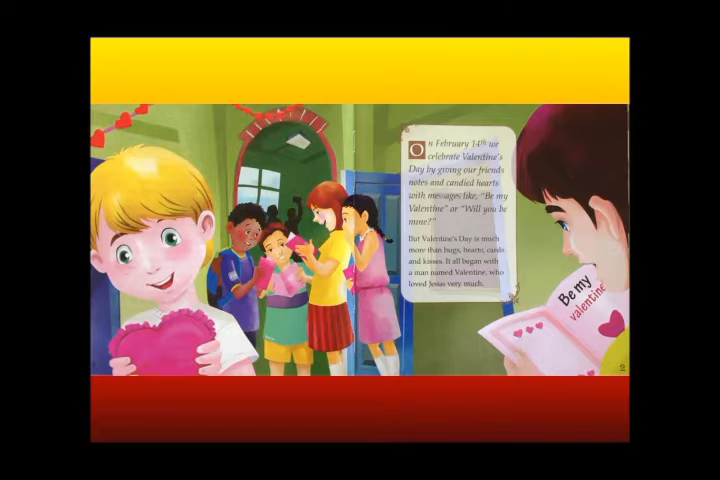 On February 14th we
celebrate Valentine's
Day by giving our friends
notes and candied hearts
with messages like, "Be my
Valentine" or "Will you be
mine?"
But Valentine's Day is much
more than hugs, hearts, cards
and kisses. It all began with
a man named Valentine, who
loved Jesus very much.
Be my
valentine
2